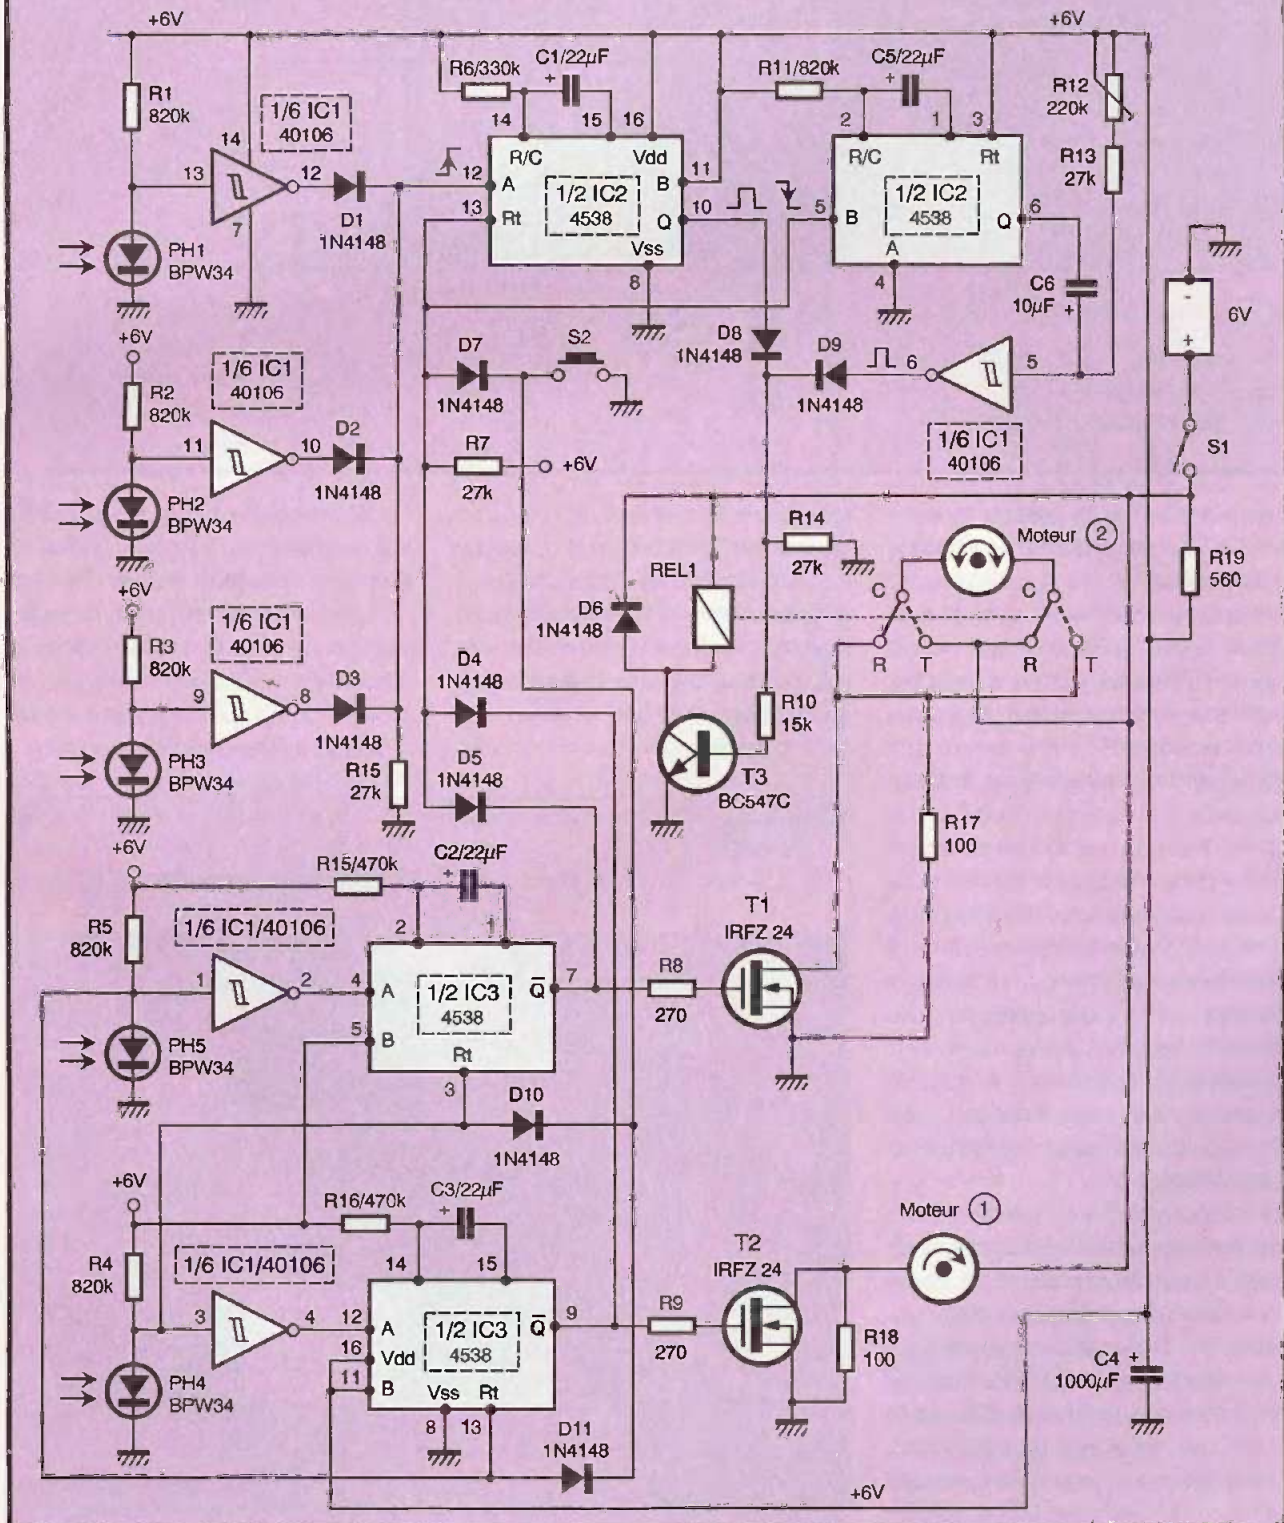 +6V
+6V
R1
820k
1/6 IC1
40106
14
13
12
7
D1
1N4148
PH1
BPW34
R6/330k
C1/22µF
+
14
15
16
R/C
Vdd
12
A
1/2 IC2
4538
B
11
13
Rt
Q
10
Vss
8
R11/820k
C5/22µF
+
2
1
3
R/C
Rt
1/2 IC2
4538
5
B
Q
6
A
4
R12
220k
R13
27k
C6
10µF
+
-
+
6V
+6V
R2
820k
1/6 IC1
40106
11
10
D2
1N4148
PH2
BPW34
D7
1N4148
S2
R7
27k
+6V
D8
1N4148
D9
6
5
1/6 IC1
40106
S1
+6V
R3
820k
1/6 IC1
40106
9
8
D3
1N4148
PH3
BPW34
R15
27k
D4
1N4148
D5
1N4148
D6
1N4148
REL1
R14
27k
Moteur 2
C
C
R
T
R
T
R19
560
R10
15k
T3
BC547C
R17
100
+6V
R15/470k
C2/22µF
+
R5
820k
1/6 IC1/40106
2
1
1
2
4
A
1/2 IC3
4538
Q
7
5
B
Rt
3
PH5
BPW34
R8
270
T1
IRFZ 24
D10
1N4148
+6V
R16/470k
C3/22µF
+
R4
820k
1/6 IC1/40106
14
15
3
4
12
A
1/2 IC3
4538
Q
9
16
Vdd
11
B
Vss
Rt
8
13
PH4
BPW34
D11
1N4148
R9
270
T2
IRFZ 24
Moteur 1
R18
100
C4
+
1000µF
+6V